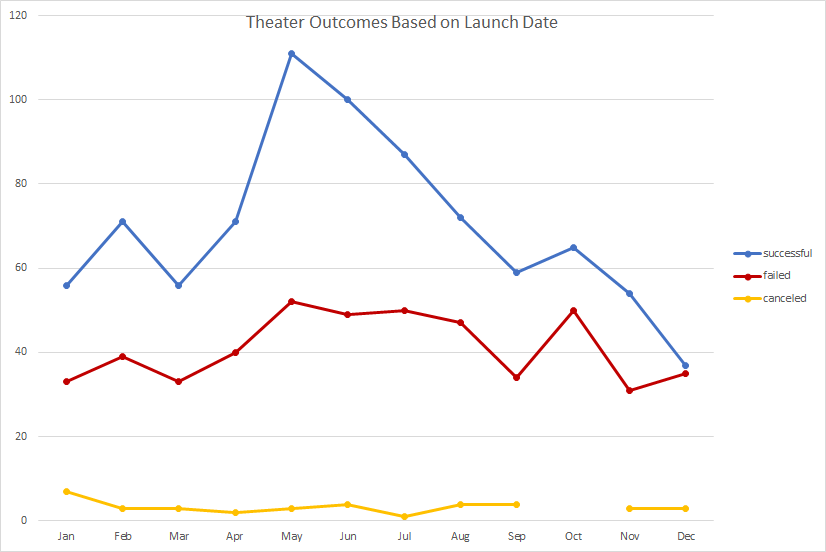 Theater Outcomes Based on Launch Date
120
100
80
60
40
20
0
Jan Feb Mar Apr May Jun Jul Aug Sep Oct Nov Dec
successful
failed
canceled